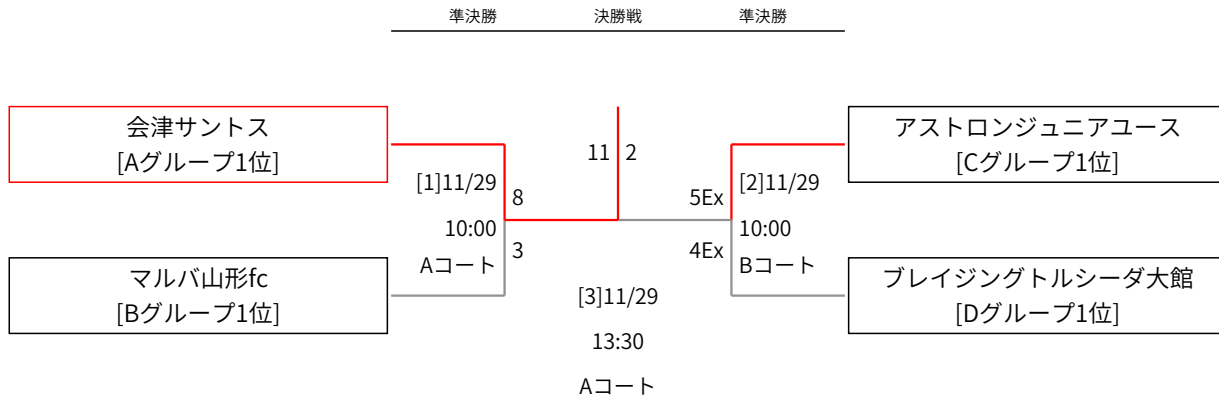 準決勝 決勝戦 準決勝
会津サントス
[Aグループ1位]
アストロンジュニアユース
[Cグループ1位]
11 2
[1]11/29
8
5Ex
[2]11/29
10:00
3
Aコート
4Ex
10:00
Bコート
マルバ山形fc
[Bグループ1位]
ブレイジングトルシーダ大館
[Dグループ1位]
[3]11/29
13:30
Aコート